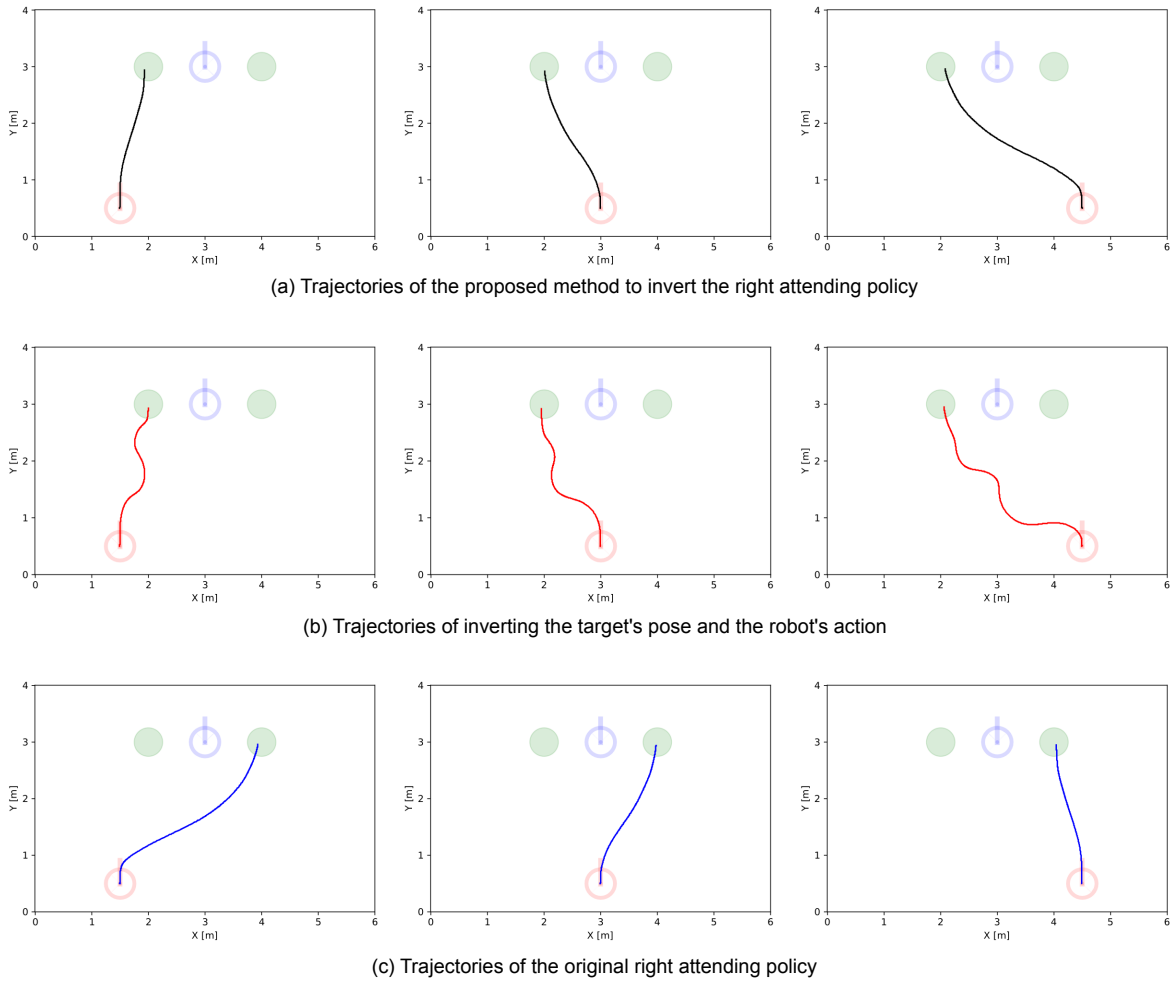 4
3
2
1
0
Y [m]
0 1 2 3 4 5 6
X [m]
4
3
2
1
0
Y [m]
0 1 2 3 4 5 6
X [m]
4
3
2
1
0
Y [m]
0 1 2 3 4 5 6
X [m]
(a) Trajectories of the proposed method to invert the right attending policy
4
3
2
1
0
Y [m]
0 1 2 3 4 5 6
X [m]
4
3
2
1
0
Y [m]
0 1 2 3 4 5 6
X [m]
4
3
2
1
0
Y [m]
0 1 2 3 4 5 6
X [m]
(b) Trajectories of inverting the target's pose and the robot's action
4
3
2
1
0
Y [m]
0 1 2 3 4 5 6
X [m]
4
3
2
1
0
Y [m]
0 1 2 3 4 5 6
X [m]
4
3
2
1
0
Y [m]
0 1 2 3 4 5 6
X [m]
(c) Trajectories of the original right attending policy